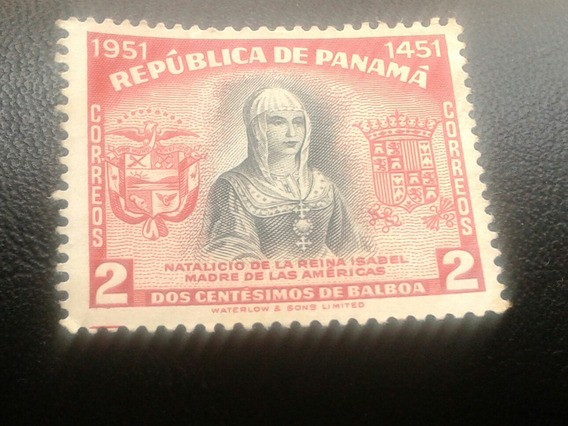 1951 1451
REPÚBLICA DE PANAMÁ
CORREOS CORREOS
NATALICIO DE LA REINA ISABEL
MADRE DE LAS AMÉRICAS
2 2
DOS CENTÉSIMOS DE BALBOA
WATERLOW & SONS LIMITED